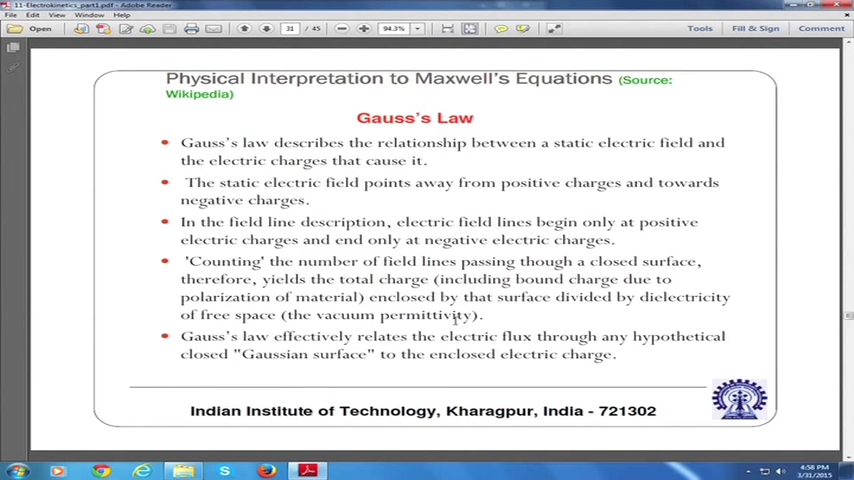 11-Electrokinetics_part1.pdf - Adobe Reader
File Edit View Window Help
Open 31 / 45 94.3% Tools Fill & Sign Comment
Physical Interpretation to Maxwell's Equations (Source:
Wikipedia)
Gauss's Law
• Gauss's law describes the relationship between a static electric field and
the electric charges that cause it.
• The static electric field points away from positive charges and towards
negative charges.
• In the field line description, electric field lines begin only at positive
electric charges and end only at negative electric charges.
• 'Counting' the number of field lines passing though a closed surface,
therefore, yields the total charge (including bound charge due to
polarization of material) enclosed by that surface divided by dielectricity
of free space (the vacuum permittivity).
• Gauss's law effectively relates the electric flux through any hypothetical
closed "Gaussian surface" to the enclosed electric charge.
Indian Institute of Technology, Kharagpur, India - 721302
4:58 PM
3/31/2015